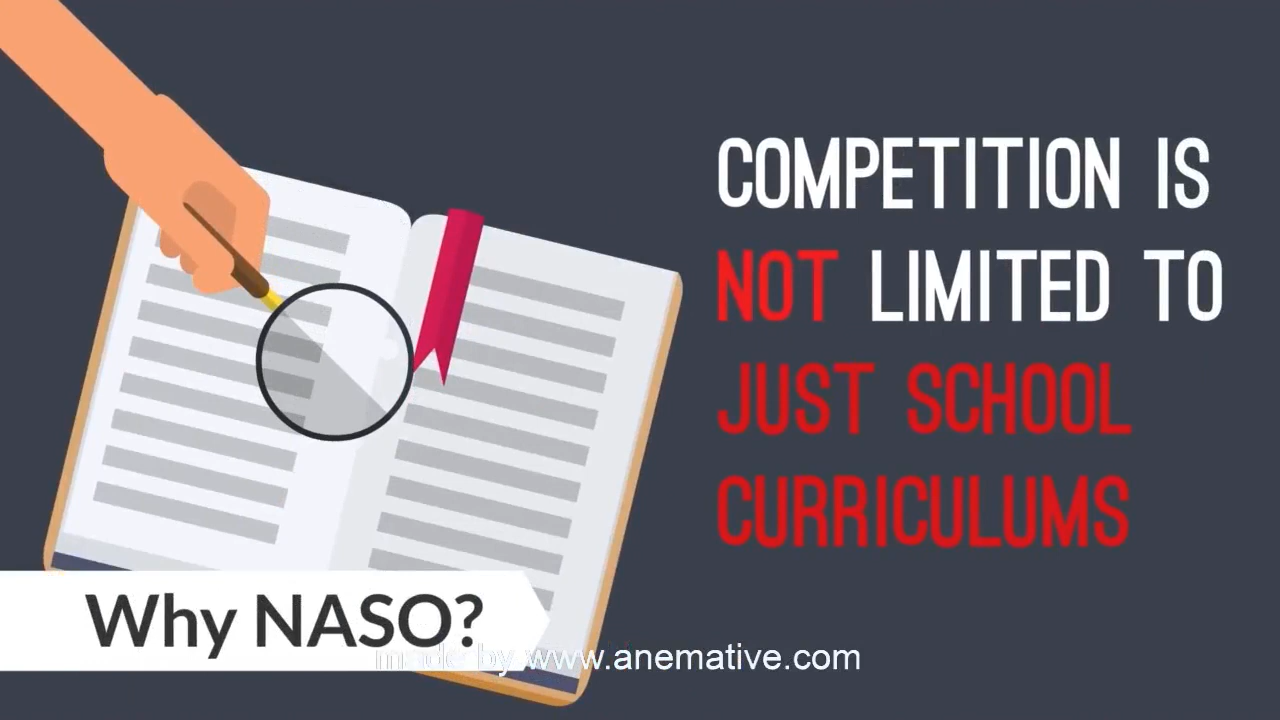 COMPETITION IS
NOT LIMITED TO
JUST SCHOOL
CURRICULUMS
Why NASO?
made by www.anemative.com